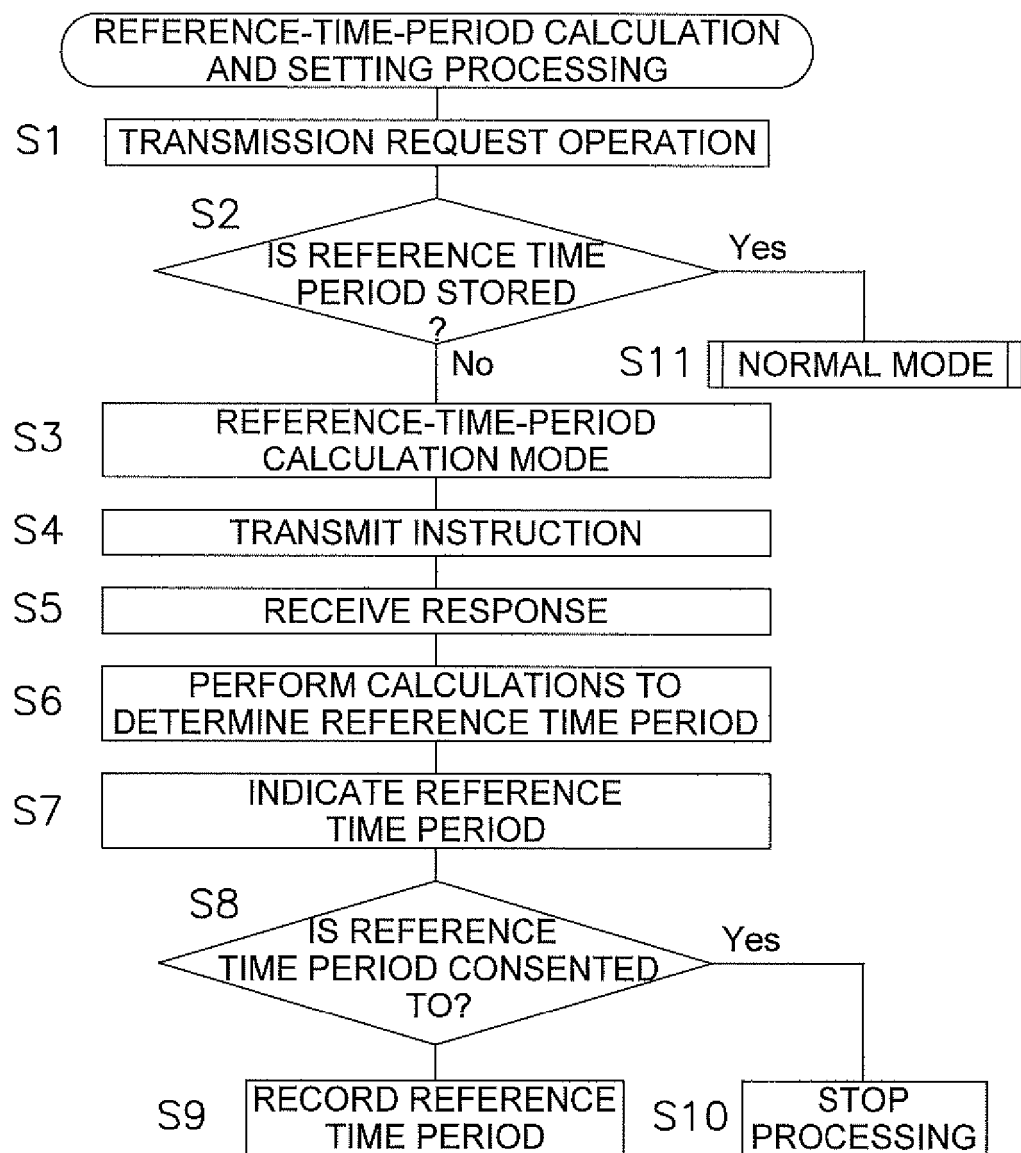 REFERENCE-TIME-PERIOD CALCULATION
AND SETTING PROCESSING
S1
TRANSMISSION REQUEST OPERATION
S2
IS REFERENCE TIME
PERIOD STORED
?
Yes
No
S11
NORMAL MODE
S3
REFERENCE-TIME-PERIOD
CALCULATION MODE
S4
TRANSMIT INSTRUCTION
S5
RECEIVE RESPONSE
S6
PERFORM CALCULATIONS TO
DETERMINE REFERENCE TIME PERIOD
S7
INDICATE REFERENCE
TIME PERIOD
S8
IS REFERENCE
TIME PERIOD CONSENTED
TO?
Yes
S9
RECORD REFERENCE
TIME PERIOD
S10
STOP
PROCESSING